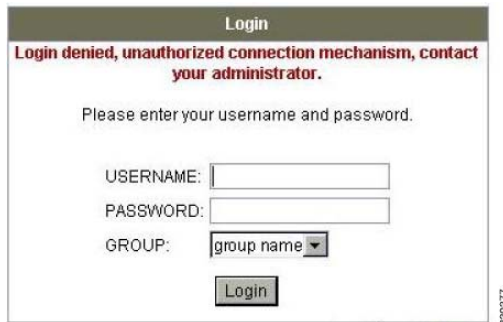 Login
Login denied, unauthorized connection mechanism, contact
your administrator.
Please enter your username and password.
USERNAME:
PASSWORD:
GROUP: group name
Login